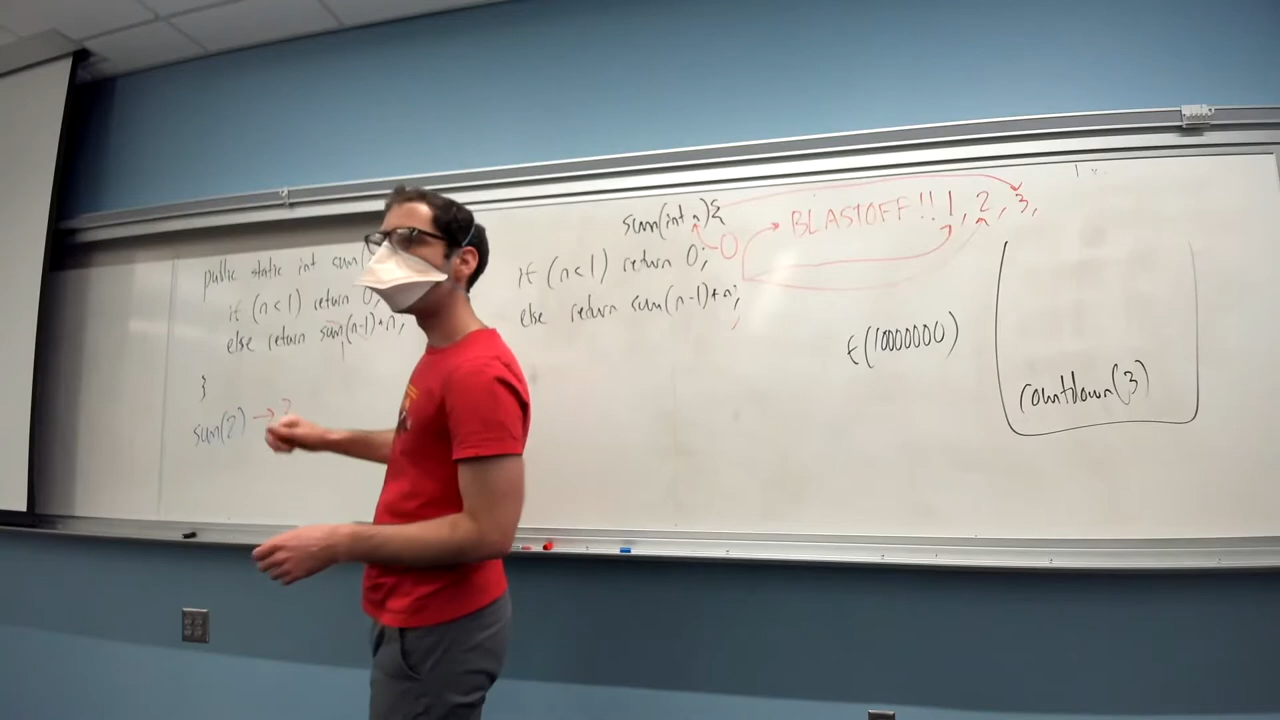 public static int sum(
if (n<1) return 0;
else return sum(n-1)+n;
}
sum(2) →
sum(int n){
if (n<1) return 0;
else return sum(n-1)+n;
0
BLASTOFF!! 1, 2, 3,
t(10000000)
countdown(3)